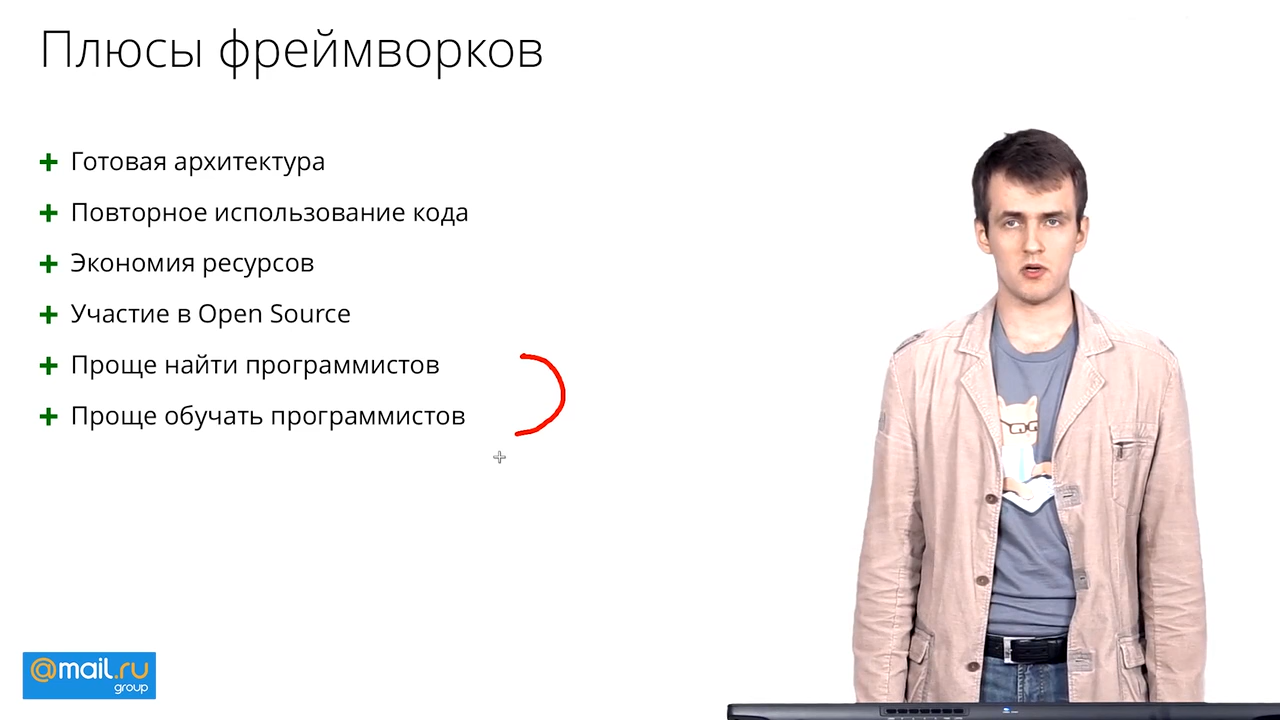 Плюсы фреймворков
Готовая архитектура
Повторное использование кода
Экономия ресурсов
Участие в Open Source
Проще найти программистов
Проще обучать программистов
@mail.ru
group